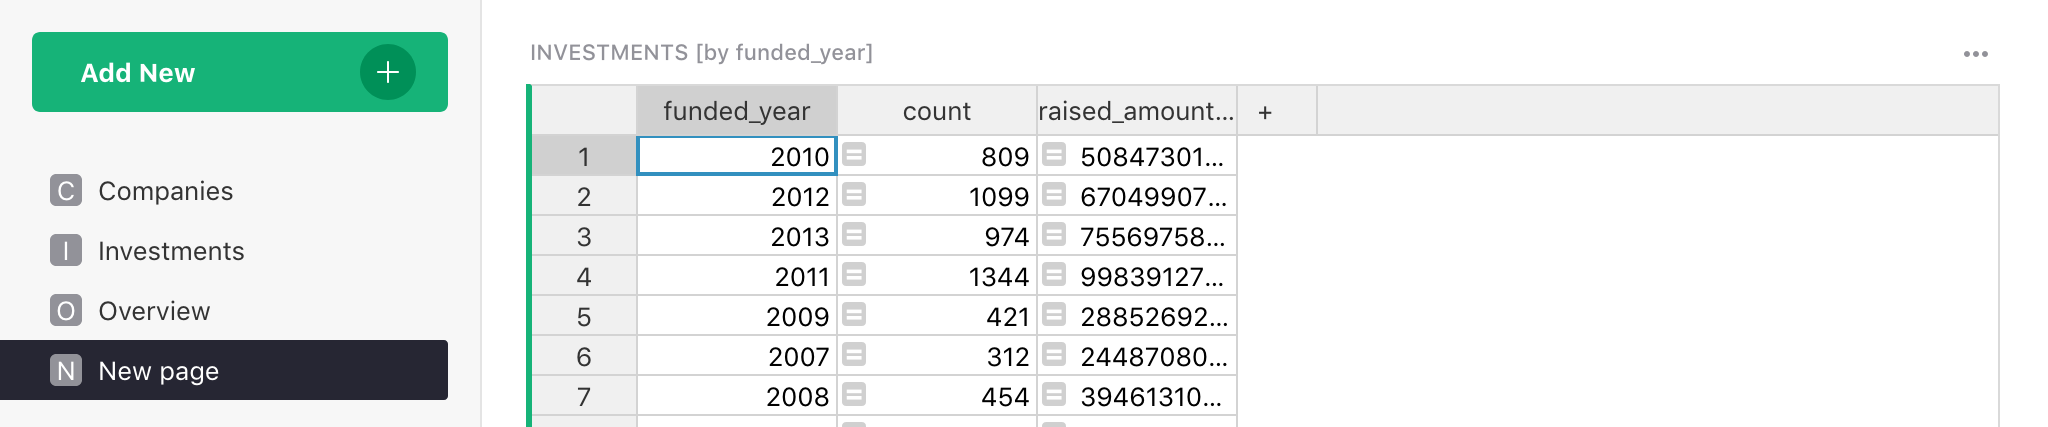 Add New +
Companies
Investments
Overview
New page
C
I
O
N
INVESTMENTS [by funded_year]
funded_year count raised_amount... +
1 2010 = 809 = 50847301...
2 2012 = 1099 = 67049907...
3 2013 = 974 = 75569758...
4 2011 = 1344 = 99839127...
5 2009 = 421 = 28852692...
6 2007 = 312 = 24487080...
7 2008 = 454 = 39461310...